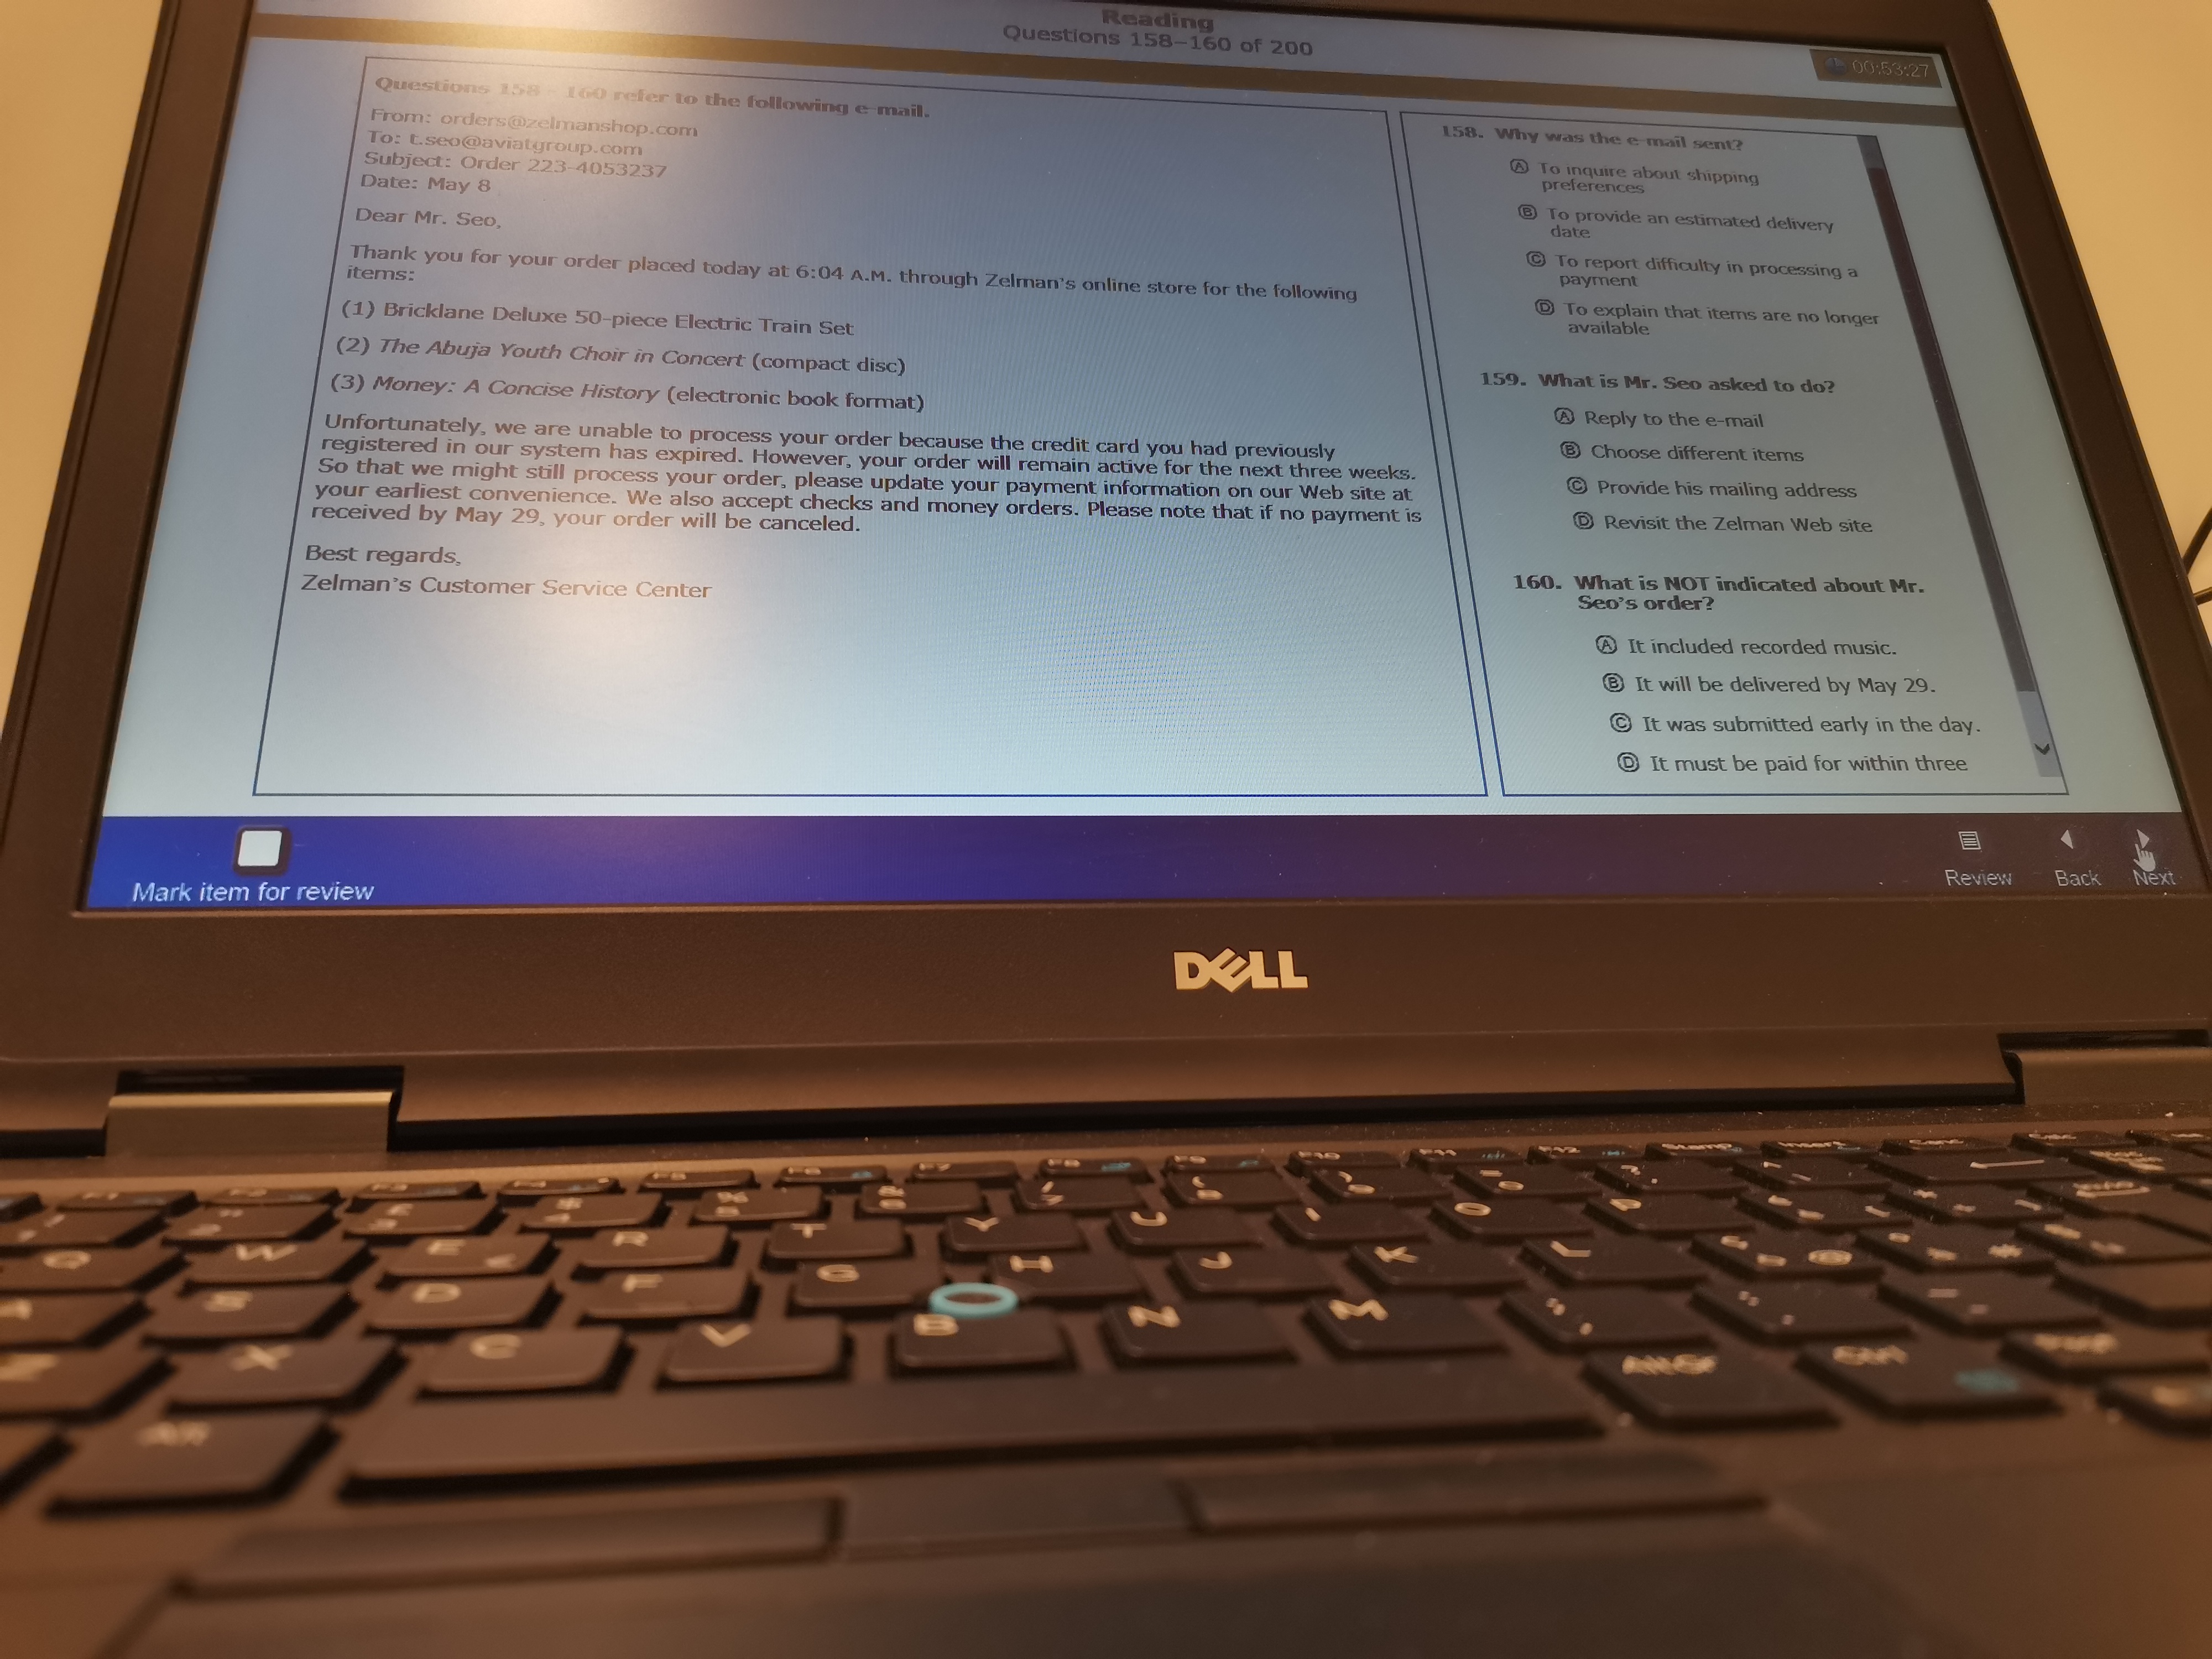 Reading
Questions 158–160 of 200
00:53:27
Questions 158 - 160 refer to the following e-mail.
From: orders@zelmanshop.com
To: t.seo@aviatgroup.com
Subject: Order 223-4053237
Date: May 8
Dear Mr. Seo,
Thank you for your order placed today at 6:04 A.M. through Zelman's online store for the following
items:
(1) Bricklane Deluxe 50-piece Electric Train Set
(2) The Abuja Youth Choir in Concert (compact disc)
(3) Money: A Concise History (electronic book format)
Unfortunately, we are unable to process your order because the credit card you had previously
registered in our system has expired. However, your order will remain active for the next three weeks.
So that we might still process your order, please update your payment information on our Web site at
your earliest convenience. We also accept checks and money orders. Please note that if no payment is
received by May 29, your order will be canceled.
Best regards,
Zelman's Customer Service Center
158. Why was the e-mail sent?
A To inquire about shipping
preferences
B To provide an estimated delivery
date
C To report difficulty in processing a
payment
D To explain that items are no longer
available
159. What is Mr. Seo asked to do?
A Reply to the e-mail
B Choose different items
C Provide his mailing address
D Revisit the Zelman Web site
160. What is NOT indicated about Mr.
Seo's order?
A It included recorded music.
B It will be delivered by May 29.
C It was submitted early in the day.
D It must be paid for within three
Mark item for review
Review
Back
Next
DELL
F5 F6 F7 F8 F9 F10 F11 F12
Q W E R T Y U I O P
S D F G H J K L
X C V B N M
Alt
Alt Gr